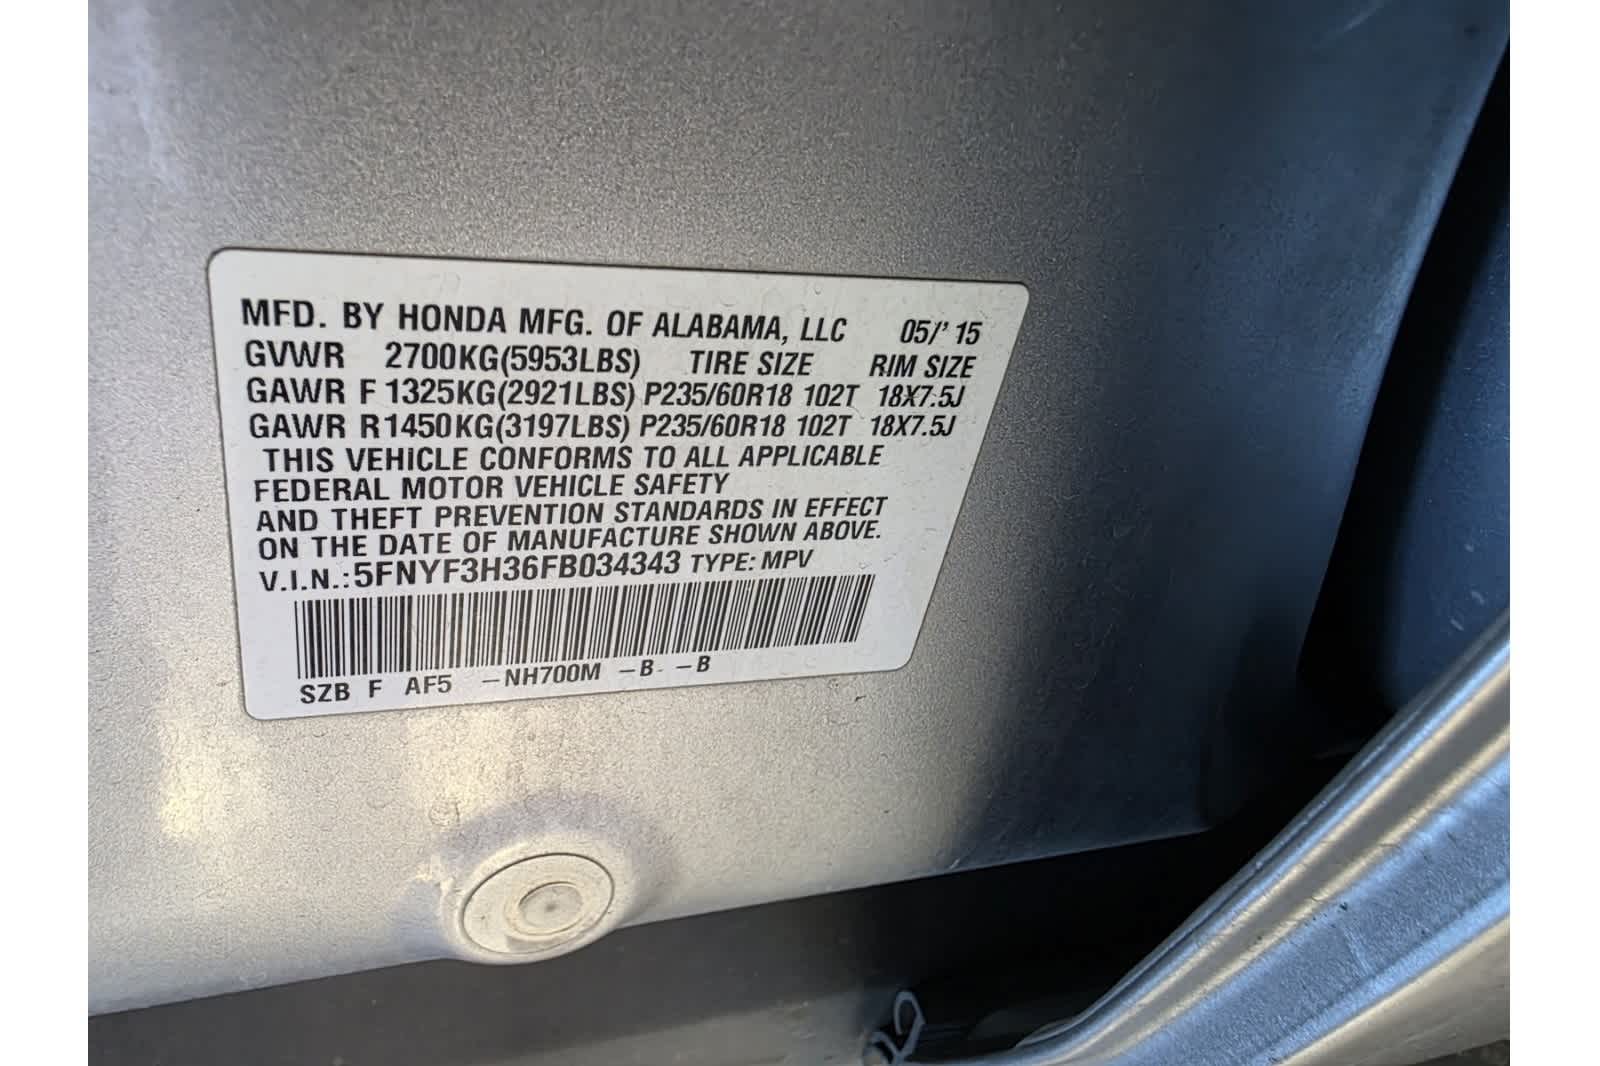 MFD. BY HONDA MFG. OF ALABAMA, LLC 05/' 15
GVWR 2700KG(5953LBS) TIRE SIZE RIM SIZE
GAWR F 1325KG(2921LBS) P235/60R18 102T 18X7.5J
GAWR R1450KG(3197LBS) P235/60R18 102T 18X7.5J
THIS VEHICLE CONFORMS TO ALL APPLICABLE
FEDERAL MOTOR VEHICLE SAFETY
AND THEFT PREVENTION STANDARDS IN EFFECT
ON THE DATE OF MANUFACTURE SHOWN ABOVE.
V.I.N.:5FNYF3H36FB034343 TYPE: MPV
SZB F AF5 –NH700M –B- –B